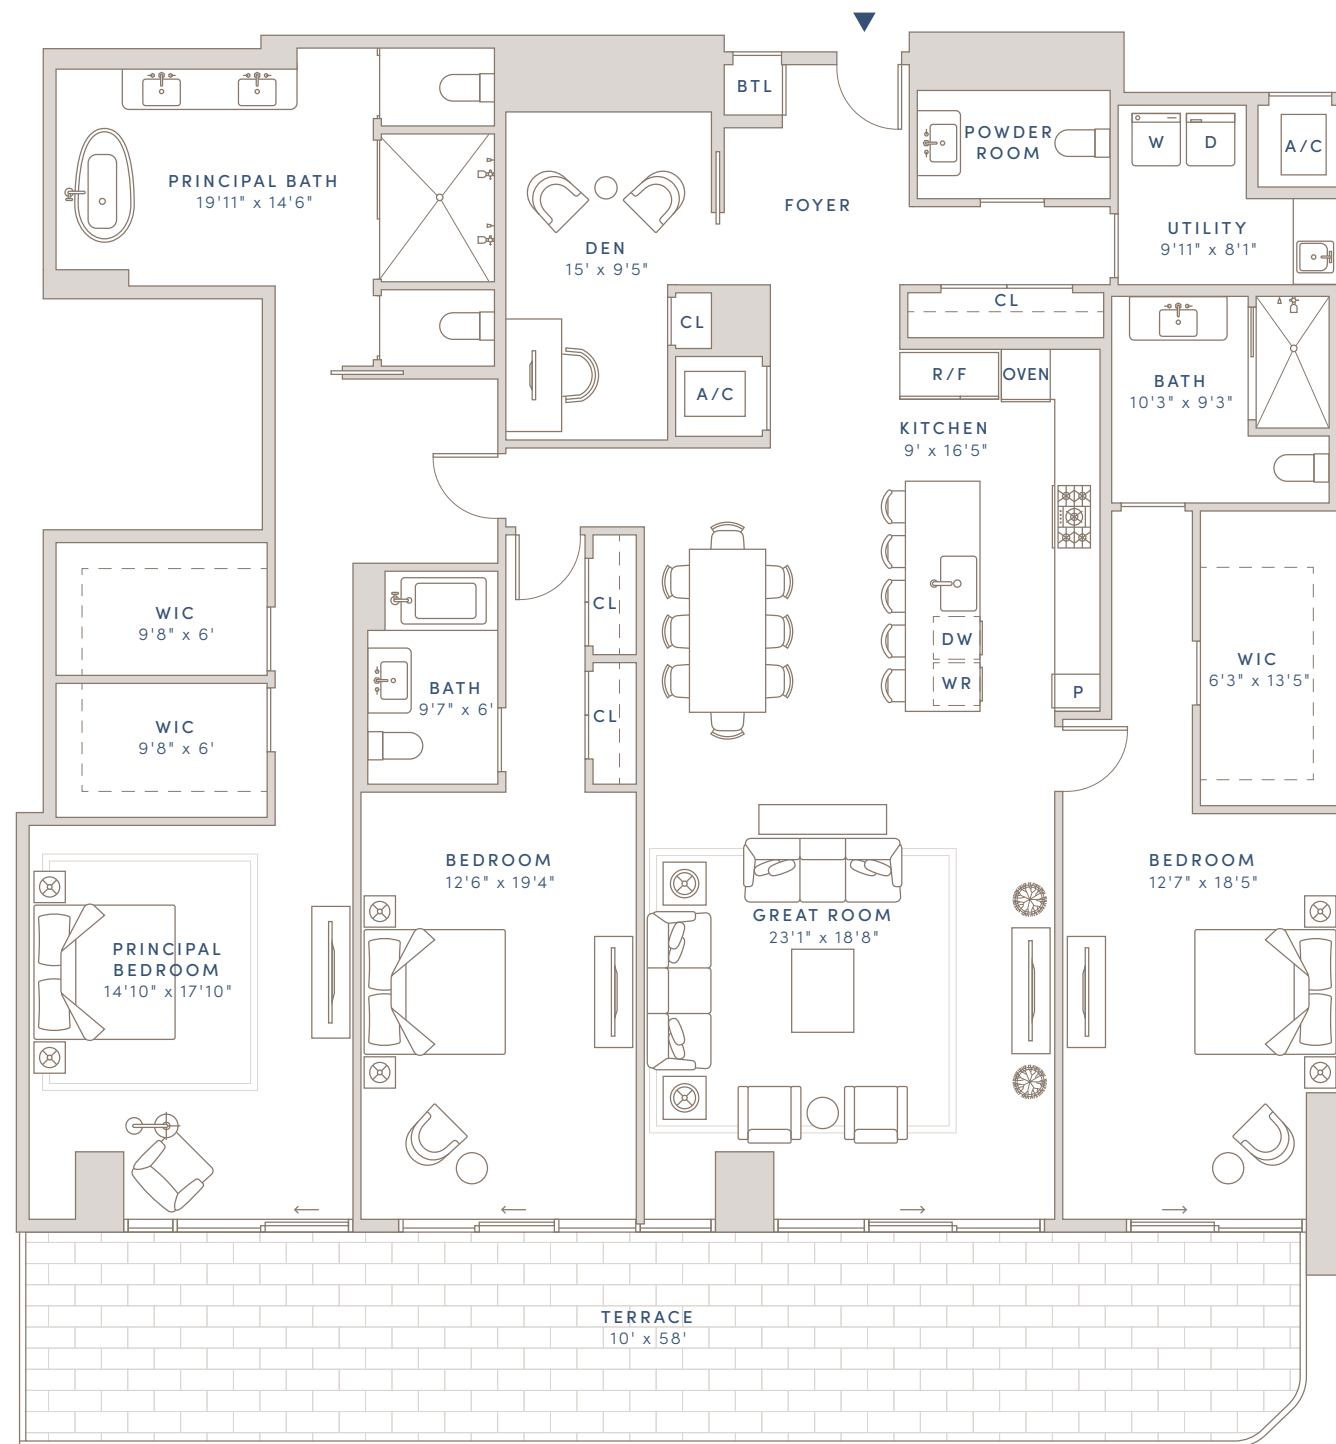 BTL
POWDER
ROOM
W
D
A/C
PRINCIPAL BATH
19'11" x 14'6"
FOYER
DEN
15' x 9'5"
UTILITY
9'11" x 8'1"
CL
CL
R/F
OVEN
BATH
10'3" x 9'3"
A/C
KITCHEN
9' x 16'5"
WIC
9'8" x 6'
CL
DW
WIC
6'3" x 13'5"
BATH
9'7" x 6'
WR
P
WIC
9'8" x 6'
CL
BEDROOM
12'6" x 19'4"
BEDROOM
12'7" x 18'5"
GREAT ROOM
23'1" x 18'8"
PRINCIPAL
BEDROOM
14'10" x 17'10"
TERRACE
10' x 58'